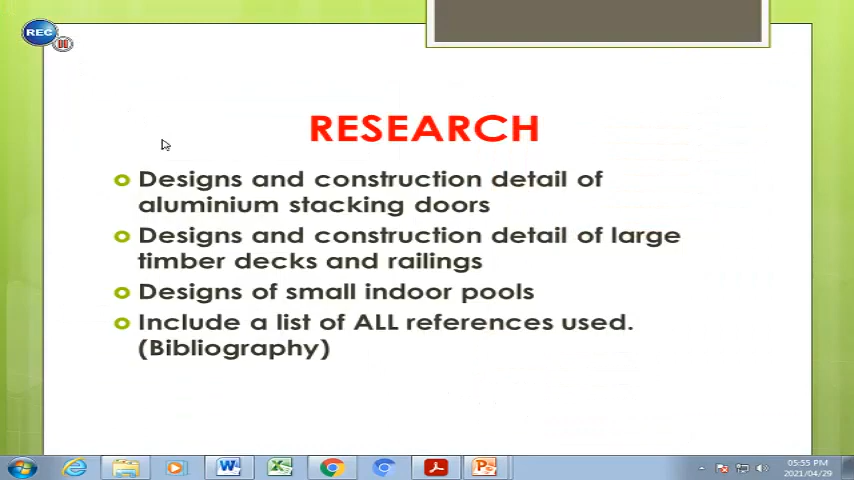 REC
RESEARCH
Designs and construction detail of
aluminium stacking doors
Designs and construction detail of large
timber decks and railings
Designs of small indoor pools
Include a list of ALL references used.
(Bibliography)
05:55 PM
2021/04/29